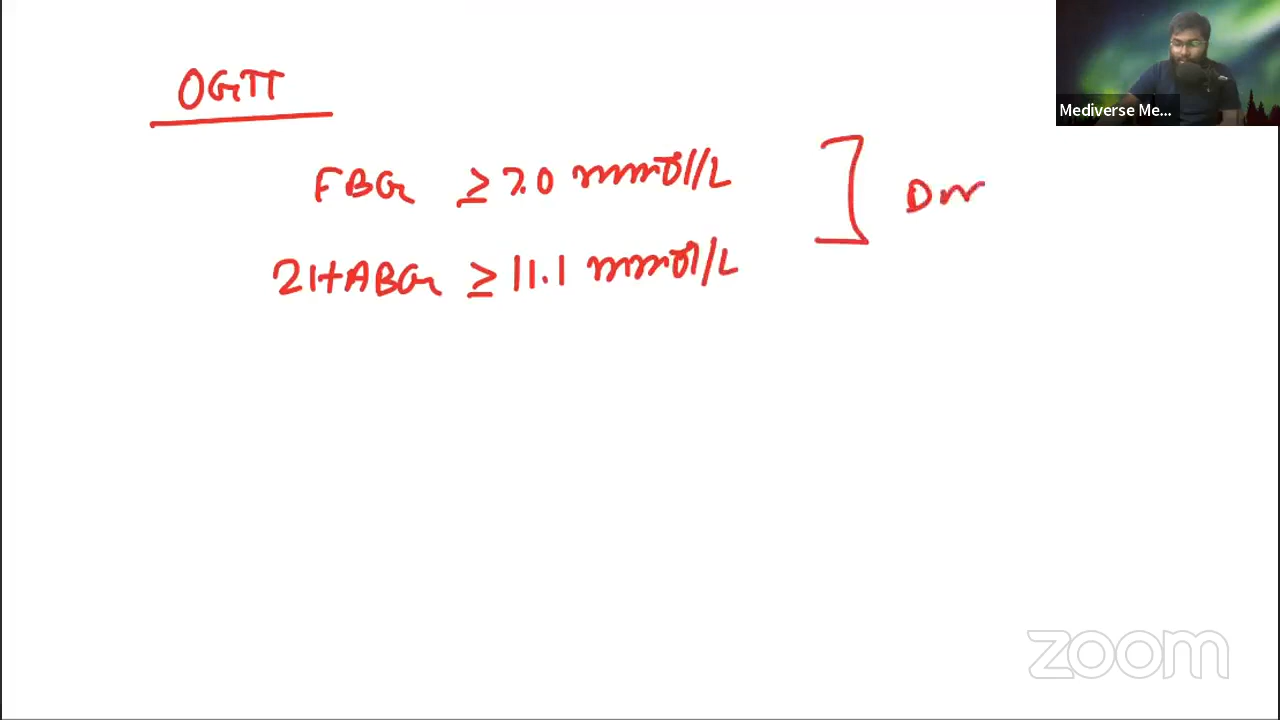 OGTT
FBG ≥ 7.0 mmol/L
2HABG ≥ 11.1 mmol/L
DM
Mediverse Me...
zoom